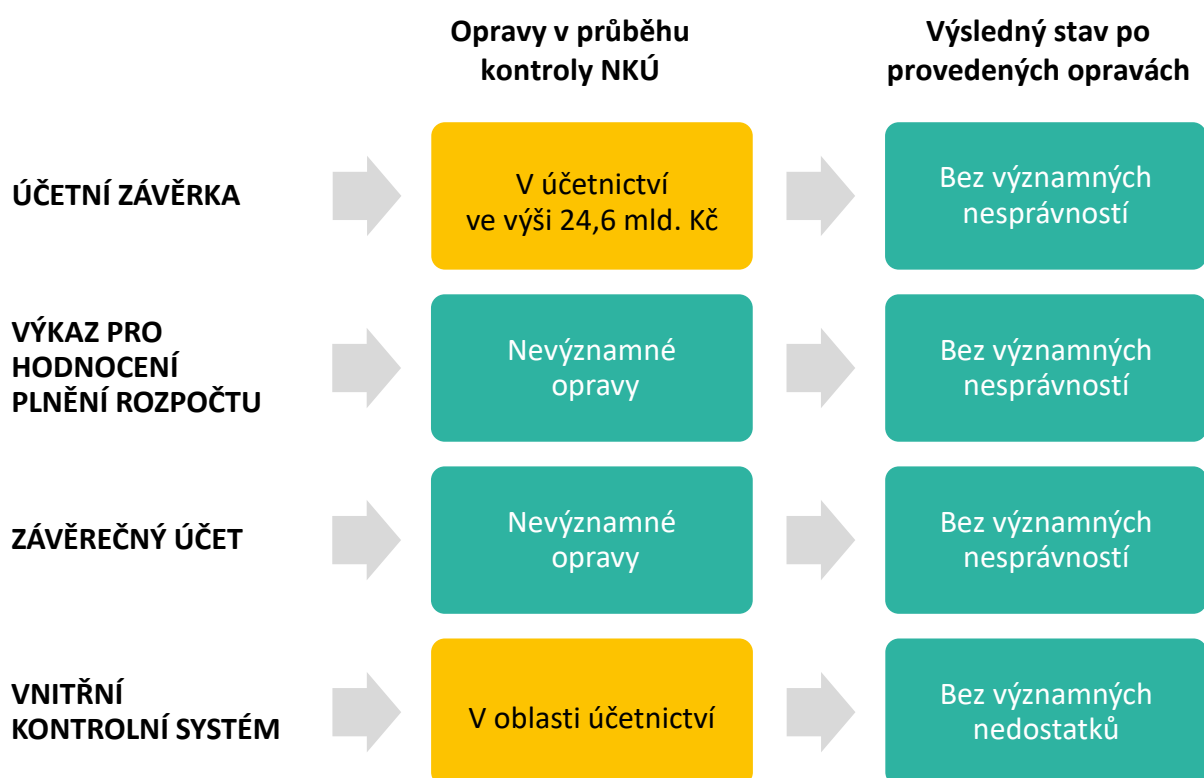 Opravy v průběhu
kontroly NKÚ
Výsledný stav po
provedených opravách
ÚČETNÍ ZÁVĚRKA
V účetnictví
ve výši 24,6 mld. Kč
Bez významných
nesprávností
VÝKAZ PRO
HODNOCENÍ
PLNĚNÍ ROZPOČTU
Nevýznamné
opravy
Bez významných
nesprávností
ZÁVĚREČNÝ ÚČET
Nevýznamné
opravy
Bez významných
nesprávností
VNITŘNÍ
KONTROLNÍ SYSTÉM
V oblasti účetnictví
Bez významných
nedostatků